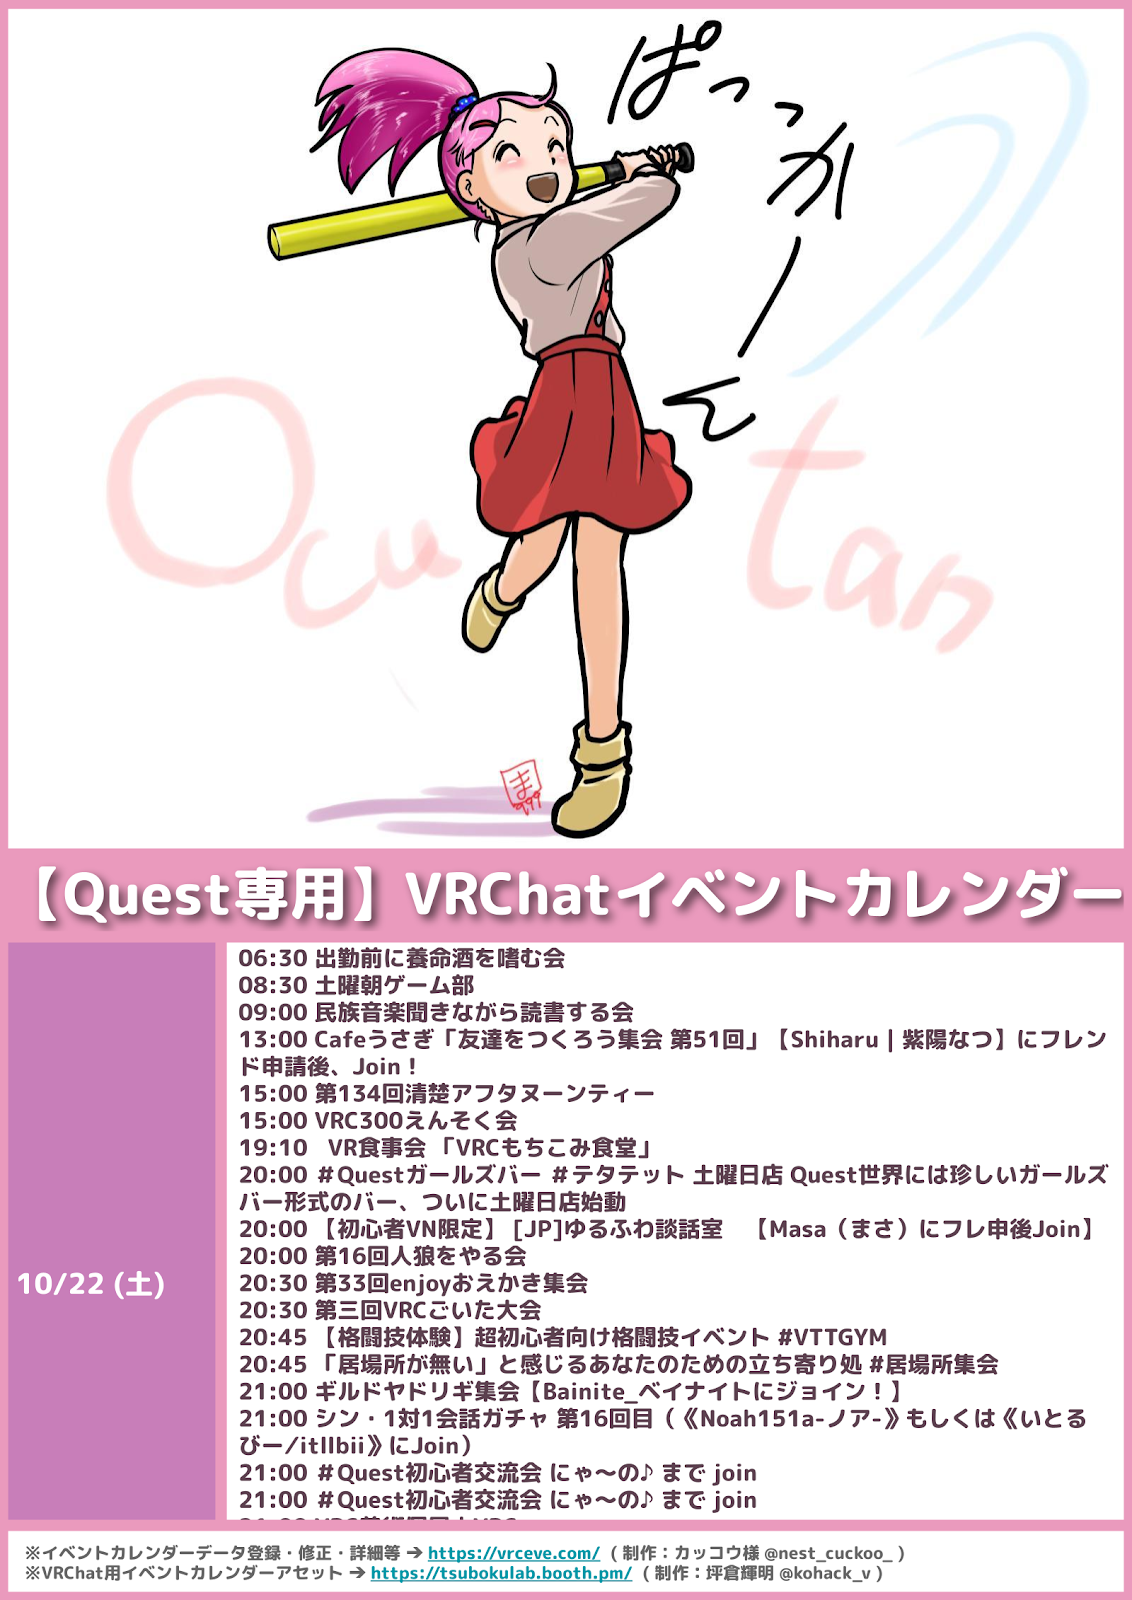 ぱっっかーん
Ocu tan
ま
999
【Quest専用】VRChatイベントカレンダー
10/22 (土)
06:30 出勤前に養命酒を嗜む会
08:30 土曜朝ゲーム部
09:00 民族音楽聞きながら読書する会
13:00 Cafeうさぎ「友達をつくろう集会 第51回」【Shiharu | 紫陽なつ】にフレン
ド申請後、Join！
15:00 第134回清楚アフタヌーンティー
15:00 VRC300えんそく会
19:10　VR食事会 「VRCもちこみ食堂」
20:00 ＃Questガールズバー ＃テタテット 土曜日店 Quest世界には珍しいガールズ
バー形式のバー、ついに土曜日店始動
20:00 【初心者VN限定】 [JP]ゆるふわ談話室　【Masa（まさ）にフレ申後Join】
20:00 第16回人狼をやる会
20:30 第33回enjoyおえかき集会
20:30 第三回VRCごいた大会
20:45 【格闘技体験】超初心者向け格闘技イベント #VTTGYM
20:45 「居場所が無い」と感じるあなたのための立ち寄り処 #居場所集会
21:00 ギルドヤドリギ集会【Bainite_ベイナイトにジョイン！】
21:00 シン・1対1会話ガチャ 第16回目（《Noah151a-ノア-》もしくは《いとる
びー/itllbii》にJoin）
21:00 ＃Quest初心者交流会 にゃ〜の♪ まで join
21:00 ＃Quest初心者交流会 にゃ〜の♪ まで join
※イベントカレンダーデータ登録・修正・詳細等 → https://vrceve.com/ ( 制作：カッコウ様 @nest_cuckoo_ )
※VRChat用イベントカレンダーアセット → https://tsubokulab.booth.pm/ ( 制作：坪倉輝明 @kohack_v )